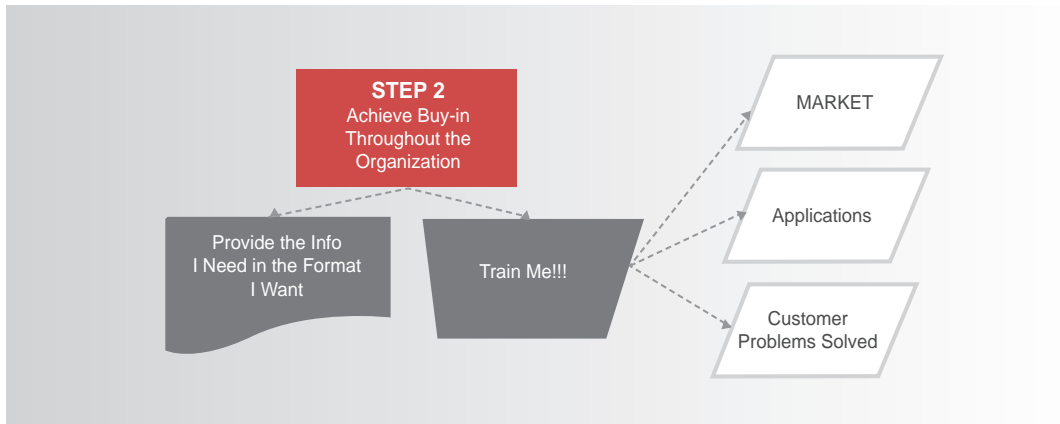 STEP 2
Achieve Buy-in
Throughout the
Organization
Provide the Info
I Need in the Format
I Want
Train Me!!!
MARKET
Applications
Customer
Problems Solved